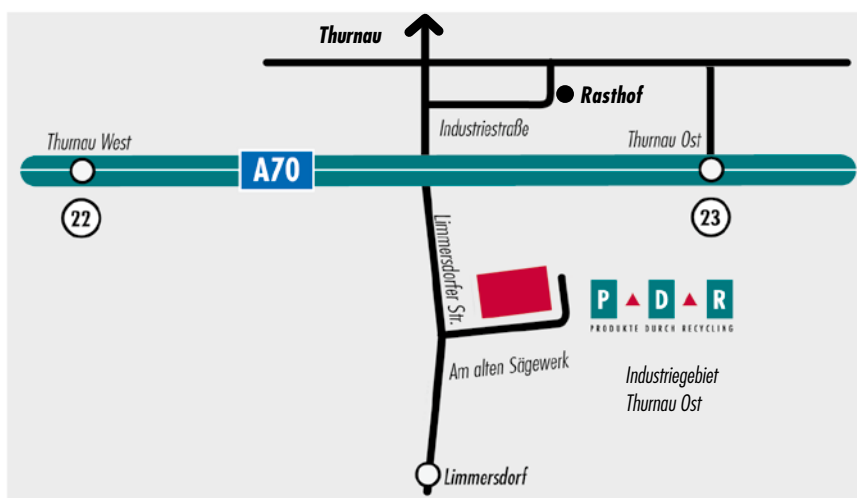 Thurnau
Rasthof
Industriestraße
Thurnau West
Thurnau Ost
A70
22
23
Limmersdorfer Str.
P D R
PRODUKTE DURCH RECYCLING
Am alten Sägewerk
Industriegebiet
Thurnau Ost
Limmersdorf